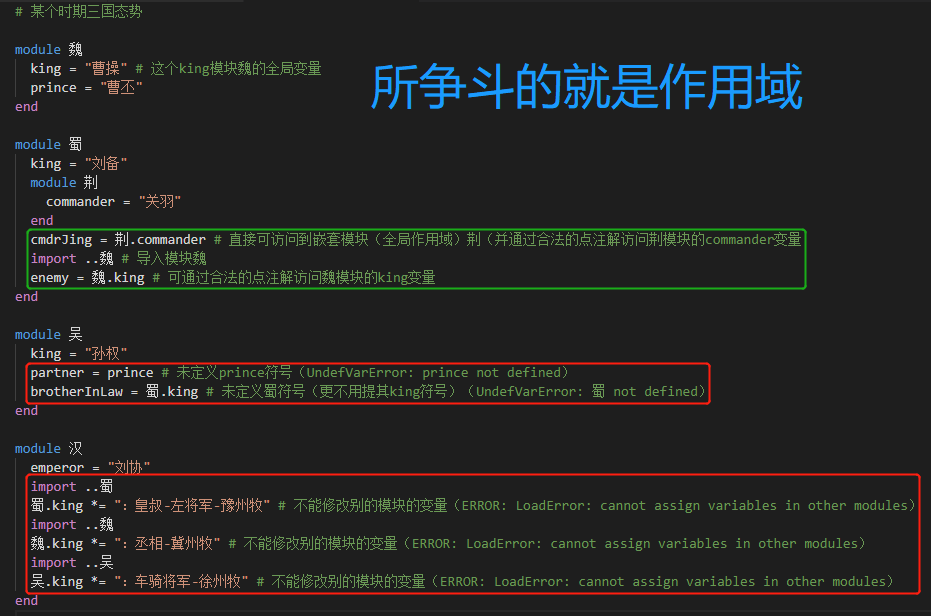 # 某个时期三国态势
所争斗的就是作用域
module 魏
king = "曹操" # 这个king模块魏的全局变量
prince = "曹丕"
end
module 蜀
king = "刘备"
module 荆
commander = "关羽"
end
cmdrJing = 荆.commander # 直接可访问到嵌套模块（全局作用域）荆（并通过合法的点注解访问荆模块的commander变量
import ..魏 # 导入模块魏
enemy = 魏.king # 可通过合法的点注解访问魏模块的king变量
end
module 吴
king = "孙权"
partner = prince # 未定义prince符号（UndefVarError: prince not defined）
brotherInLaw = 蜀.king # 未定义蜀符号（更不用提其king符号）（UndefVarError: 蜀 not defined）
end
module 汉
emperor = "刘协"
import ..蜀
蜀.king *= "：皇叔-左将军-豫州牧" # 不能修改别的模块的变量（ERROR: LoadError: cannot assign variables in other modules）
import ..魏
魏.king *= "：丞相-冀州牧" # 不能修改别的模块的变量（ERROR: LoadError: cannot assign variables in other modules）
import ..吴
吴.king *= "：车骑将军-徐州牧" # 不能修改别的模块的变量（ERROR: LoadError: cannot assign variables in other modules）
end